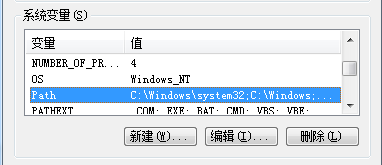 系统变量(S)
变量 值
NUMBER_OF_PR... 4
OS Windows_NT
Path C:\Windows\system32;C:\Windows;...
PATHEXT .COM;.EXE;.BAT;.CMD;.VBS;.VBE;
新建(W)... 编辑(I)... 删除(L)